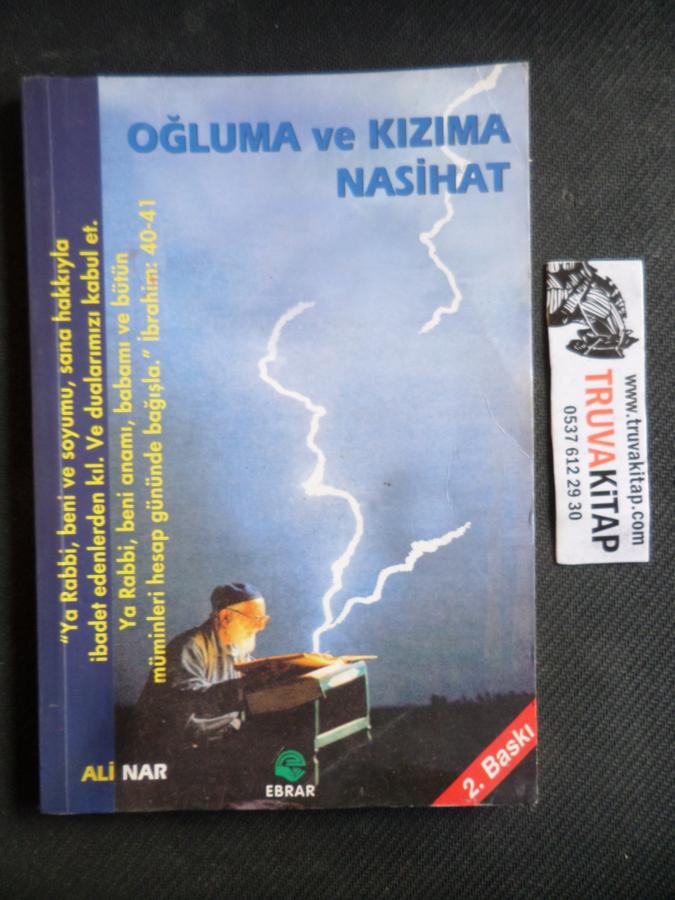 OĞLUMA ve KIZIMA
NASİHAT
"Ya Rabbi, beni ve soyumu, sana hakkıyla
ibadet edenlerden kıl. Ve dualarımızı kabul et.
Ya Rabbi, beni anamı, babamı ve bütün
müminleri hesap gününde bağışla." İbrahim: 40-41
ALİ NAR
EBRAR
2. Baskı
www.truvakitap.com
TRUVAKİTAP
0537 612 29 30